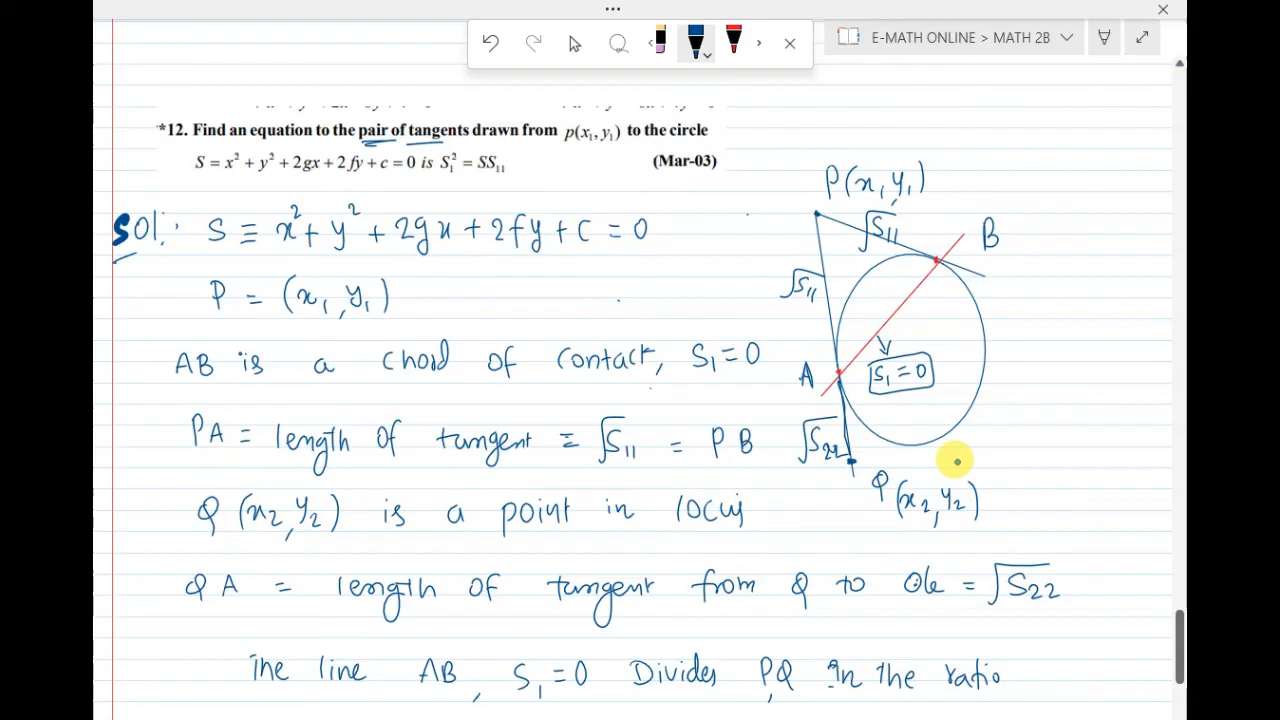 E-MATH ONLINE > MATH 2B
*12. Find an equation to the pair of tangents drawn from p(x₁, y₁) to the circle
S = x² + y² + 2gx + 2fy + c = 0 is S₁² = SS₁₁ (Mar-03)
P(x₁, y₁)
√S₁₁
B
Sol: S ≡ x² + y² + 2gx + 2fy + c = 0
√S₁₁
P = (x₁, y₁)
AB is a chord of contact, S₁ = 0
A
S₁ = 0
PA = length of tangent = √S₁₁ = PB
√S₂₂
Q (x₂, y₂)
Q (x₂, y₂) is a point in locus
QA = length of tangent from Q to Ole = √S₂₂
The line AB, S₁ = 0 Divides PQ in the ratio